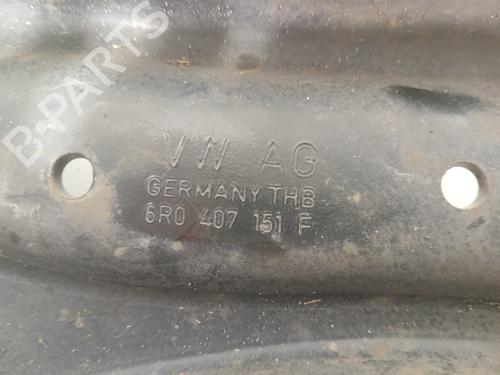 B-PARTS
VW AG
GERMANY THB
6R0 407 151 F